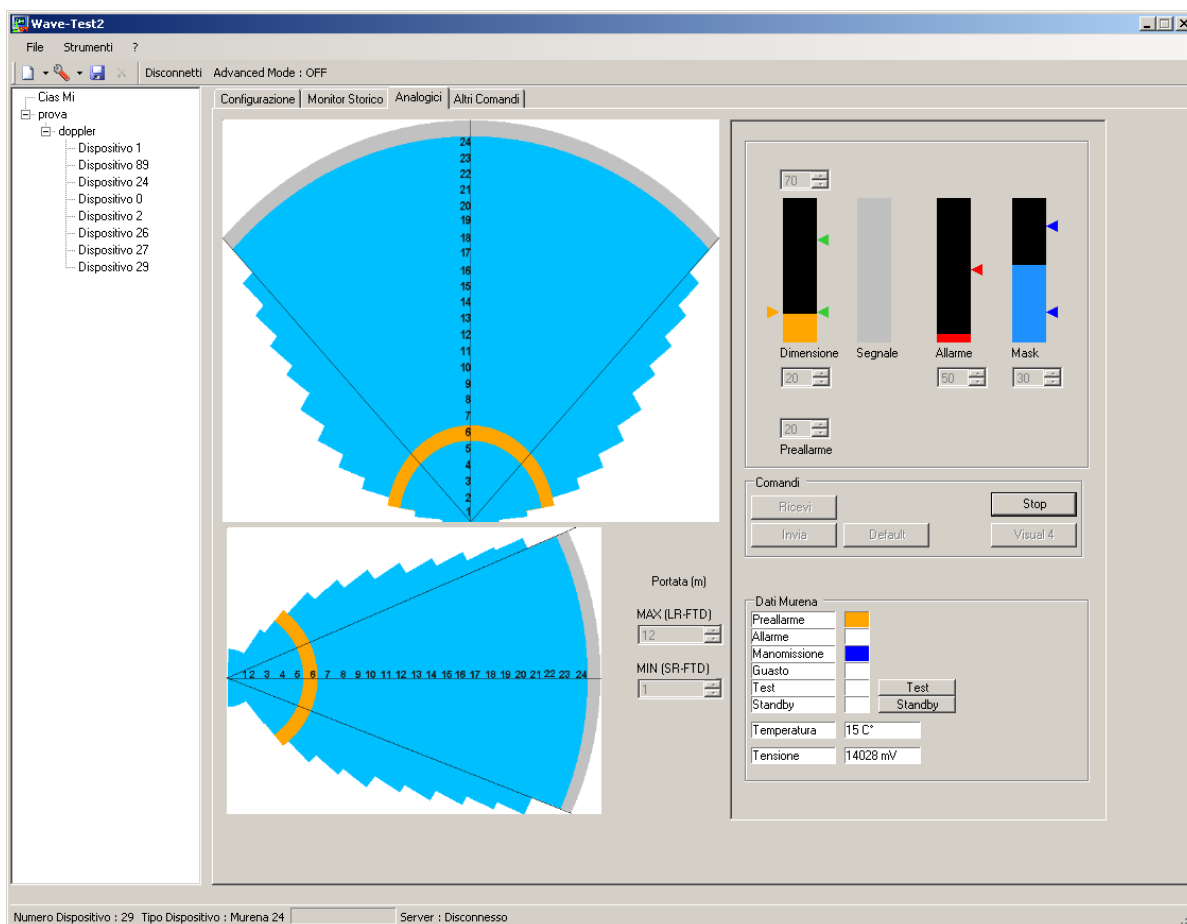 Wave-Test2
File Strumenti ?
Disconnetti Advanced Mode : OFF
Cias Mi
prova
doppler
Dispositivo 1
Dispositivo 89
Dispositivo 24
Dispositivo 0
Dispositivo 2
Dispositivo 26
Dispositivo 27
Dispositivo 29
Configurazione Monitor Storico Analogici Altri Comandi
24
23
22
21
20
19
18
17
16
15
14
13
12
11
10
9
8
7
6
5
4
3
2
1
1 2 3 4 5 6 7 8 9 10 11 12 13 14 15 16 17 18 19 20 21 22 23 24
Portata (m)
MAX (LR-FTD)
12
MIN (SR-FTD)
1
70
Dimensione Segnale Allarme Mask
20 50 30
20
Preallarme
Comandi
Ricevi Stop
Invia Default Visual 4
Dati Murena
Preallarme
Allarme
Manomissione
Guasto
Test Test
Standby Standby
Temperatura 15 C°
Tensione 14028 mV
Numero Dispositivo : 29 Tipo Dispositivo : Murena 24 Server : Disconnesso